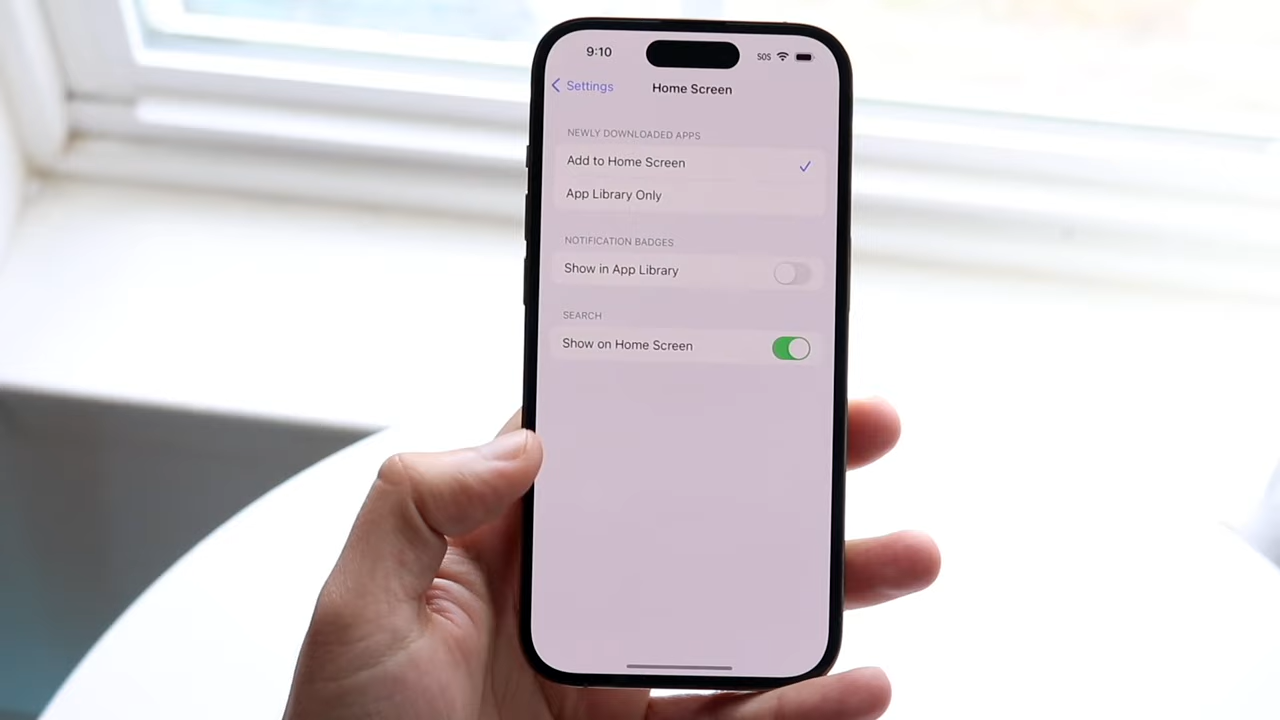 9:10
SOS
Settings
Home Screen
NEWLY DOWNLOADED APPS
Add to Home Screen
App Library Only
NOTIFICATION BADGES
Show in App Library
SEARCH
Show on Home Screen